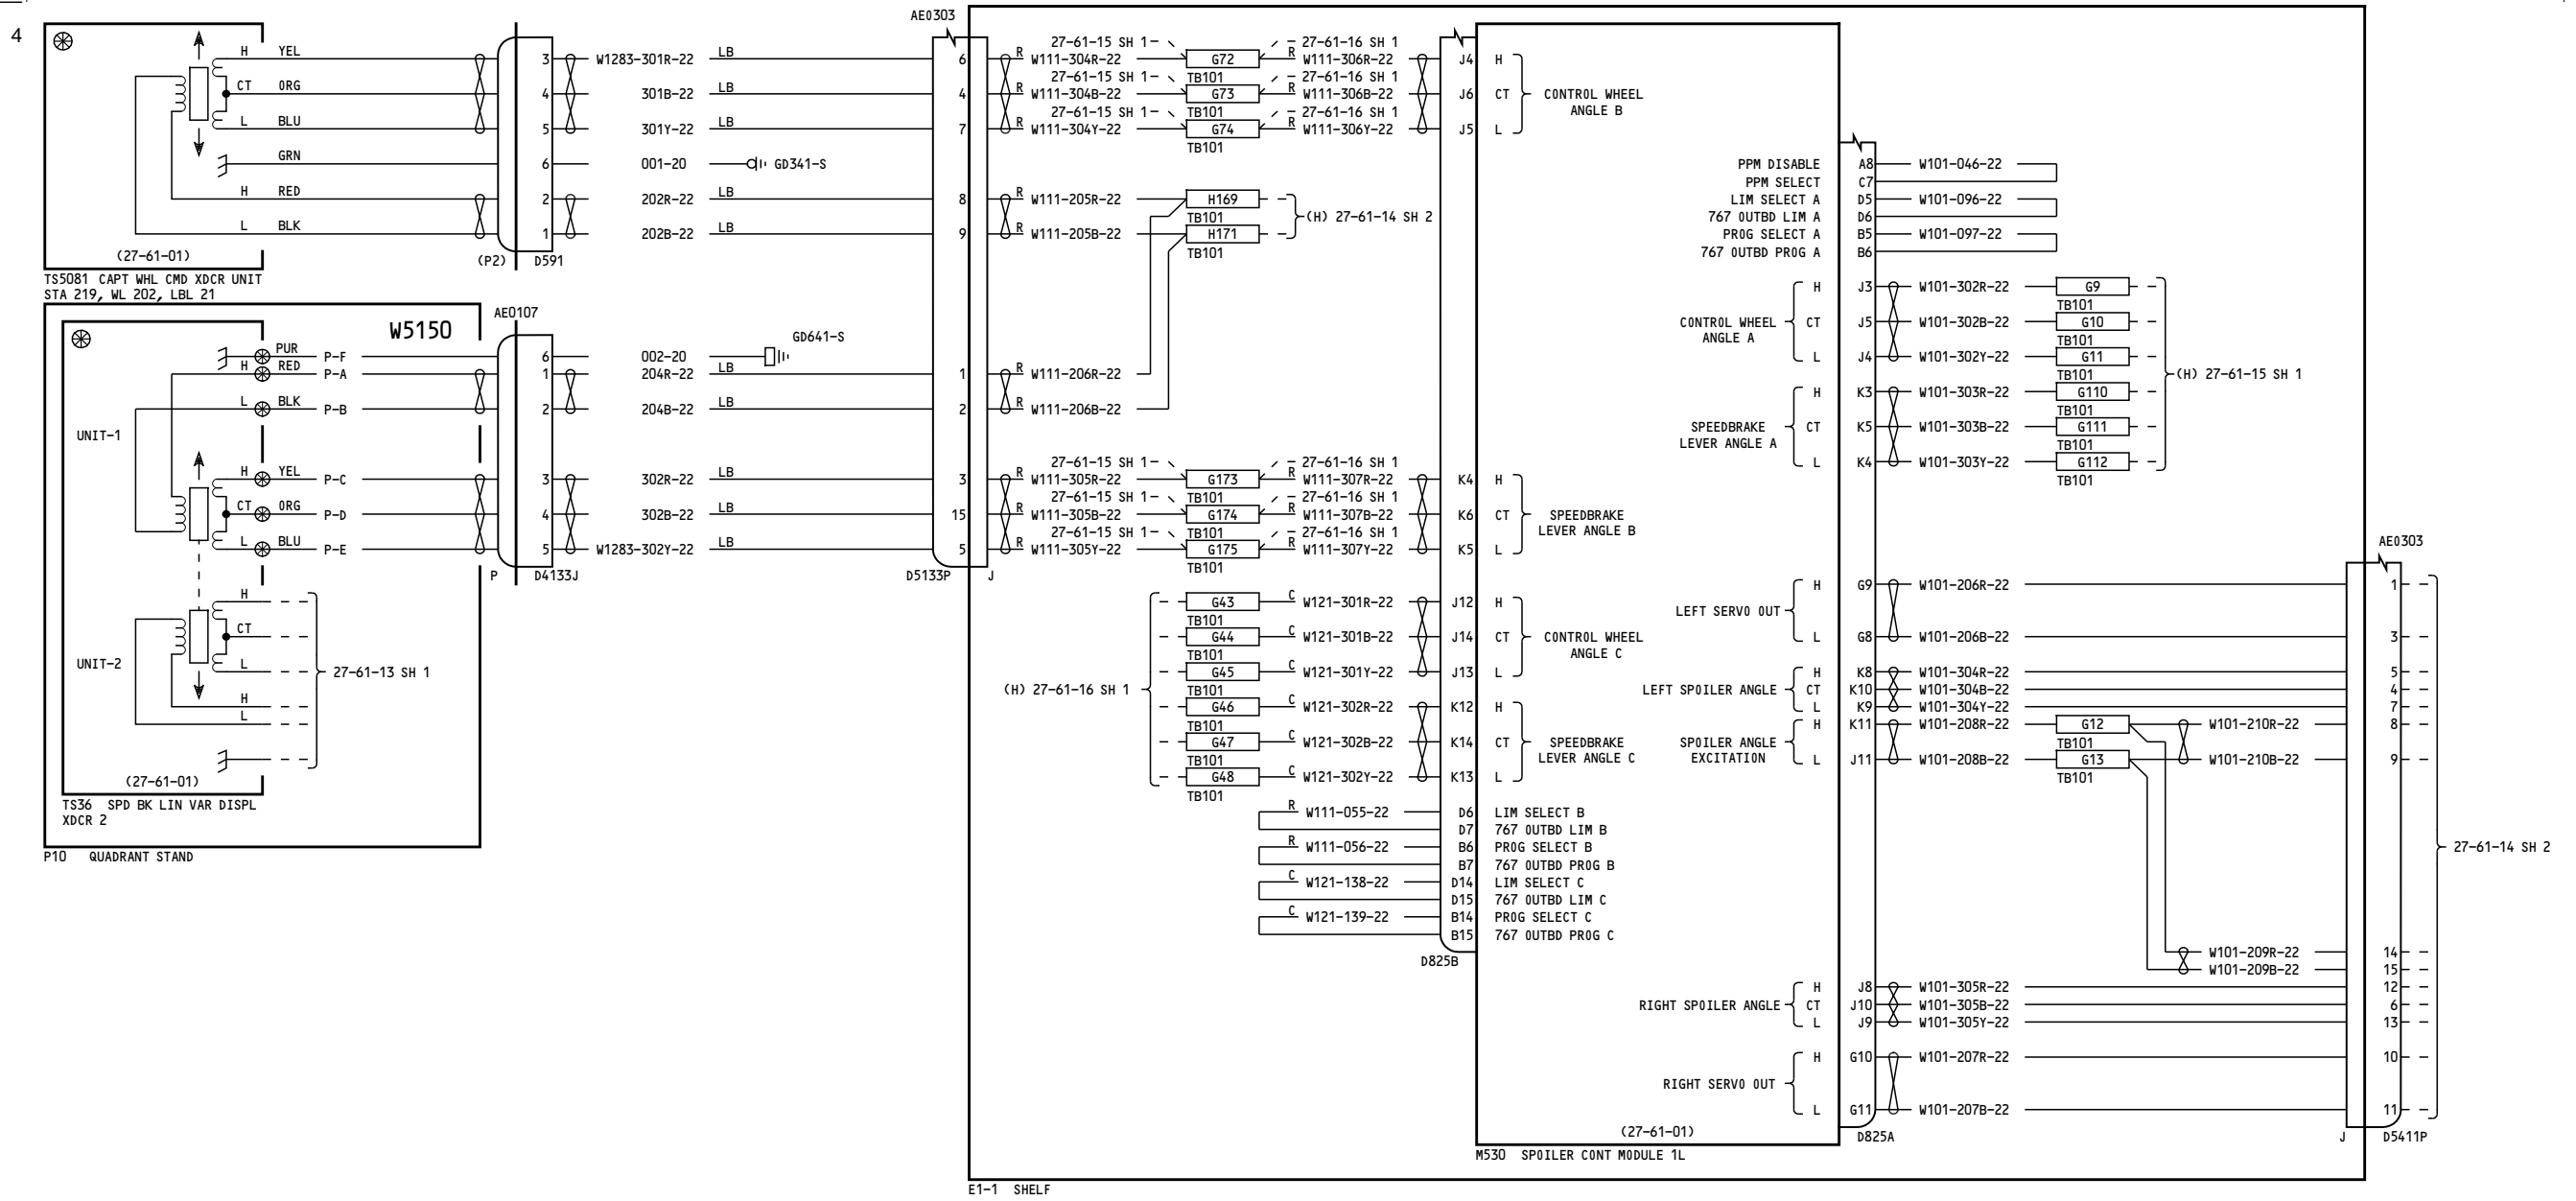 4
TS5081 CAPT WHL CMD XDCR UNIT
STA 219, WL 202, LBL 21
(27-61-01)
H YEL
CT ORG
L BLU
GRN
H RED
L BLK
(P2) D591
3 W1283-301R-22 LB
4 301B-22 LB
5 301Y-22 LB
6 001-20 GD341-S
2 202R-22 LB
1 202B-22 LB
W5150
AE0107
PUR P-F
H RED P-A
L BLK P-B
UNIT-1
H YEL P-C
CT ORG P-D
L BLU P-E
UNIT-2
H
CT
L
H
L
27-61-13 SH 1
(27-61-01)
TS36 SPD BK LIN VAR DISPL
XDCR 2
P10 QUADRANT STAND
6 002-20 GD641-S
1 204R-22 LB
2 204B-22 LB
3 302R-22 LB
4 302B-22 LB
5 W1283-302Y-22 LB
P D4133J
AE0303
6 R W111-304R-22
4 R W111-304B-22
7 R W111-304Y-22
8 R W111-205R-22
9 R W111-205B-22
1 R W111-206R-22
2 R W111-206B-22
3 R W111-305R-22
15 R W111-305B-22
5 R W111-305Y-22
D5133P J
27-61-15 SH 1 G72 27-61-16 SH 1
TB101 R W111-306R-22 J4 H
27-61-15 SH 1 G73 27-61-16 SH 1
TB101 R W111-306B-22 J6 CT
27-61-15 SH 1 G74 27-61-16 SH 1
TB101 R W111-306Y-22 J5 L
CONTROL WHEEL
ANGLE B
H169
TB101
H171
TB101
(H) 27-61-14 SH 2
27-61-15 SH 1 G173 27-61-16 SH 1
TB101 R W111-307R-22 K4 H
27-61-15 SH 1 G174 27-61-16 SH 1
TB101 R W111-307B-22 K6 CT
27-61-15 SH 1 G175 27-61-16 SH 1
TB101 R W111-307Y-22 K5 L
SPEEDBRAKE
LEVER ANGLE B
(H) 27-61-16 SH 1
G43 C W121-301R-22 J12 H
TB101
G44 C W121-301B-22 J14 CT
TB101
G45 C W121-301Y-22 J13 L
TB101
CONTROL WHEEL
ANGLE C
G46 C W121-302R-22 K12 H
TB101
G47 C W121-302B-22 K14 CT
TB101
G48 C W121-302Y-22 K13 L
TB101
SPEEDBRAKE
LEVER ANGLE C
R W111-055-22 D6 LIM SELECT B
D7 767 OUTBD LIM B
R W111-056-22 B6 PROG SELECT B
B7 767 OUTBD PROG B
C W121-138-22 D14 LIM SELECT C
D15 767 OUTBD LIM C
C W121-139-22 B14 PROG SELECT C
B15 767 OUTBD PROG C
D825B
PPM DISABLE A8 W101-046-22
PPM SELECT C7
LIM SELECT A D5 W101-096-22
767 OUTBD LIM A D6
PROG SELECT A B5 W101-097-22
767 OUTBD PROG A B6
CONTROL WHEEL
ANGLE A
H J3 W101-302R-22 G9
TB101
CT J5 W101-302B-22 G10
TB101
L J4 W101-302Y-22 G11
TB101
SPEEDBRAKE
LEVER ANGLE A
H K3 W101-303R-22 G110
TB101
CT K5 W101-303B-22 G111
TB101
L K4 W101-303Y-22 G112
TB101
(H) 27-61-15 SH 1
AE0303
LEFT SERVO OUT
H G9 W101-206R-22 1
L G8 W101-206B-22 3
LEFT SPOILER ANGLE
H K8 W101-304R-22 5
CT K10 W101-304B-22 4
L K9 W101-304Y-22 7
SPOILER ANGLE
EXCITATION
H K11 W101-208R-22 G12 W101-210R-22 8
TB101
L J11 W101-208B-22 G13 W101-210B-22 9
TB101
W101-209R-22 14
W101-209B-22 15
RIGHT SPOILER ANGLE
H J8 W101-305R-22 12
CT J10 W101-305B-22 6
L J9 W101-305Y-22 13
RIGHT SERVO OUT
H G10 W101-207R-22 10
L G11 W101-207B-22 11
27-61-14 SH 2
(27-61-01)
D825A
J D5411P
M530 SPOILER CONT MODULE 1L
E1-1 SHELF